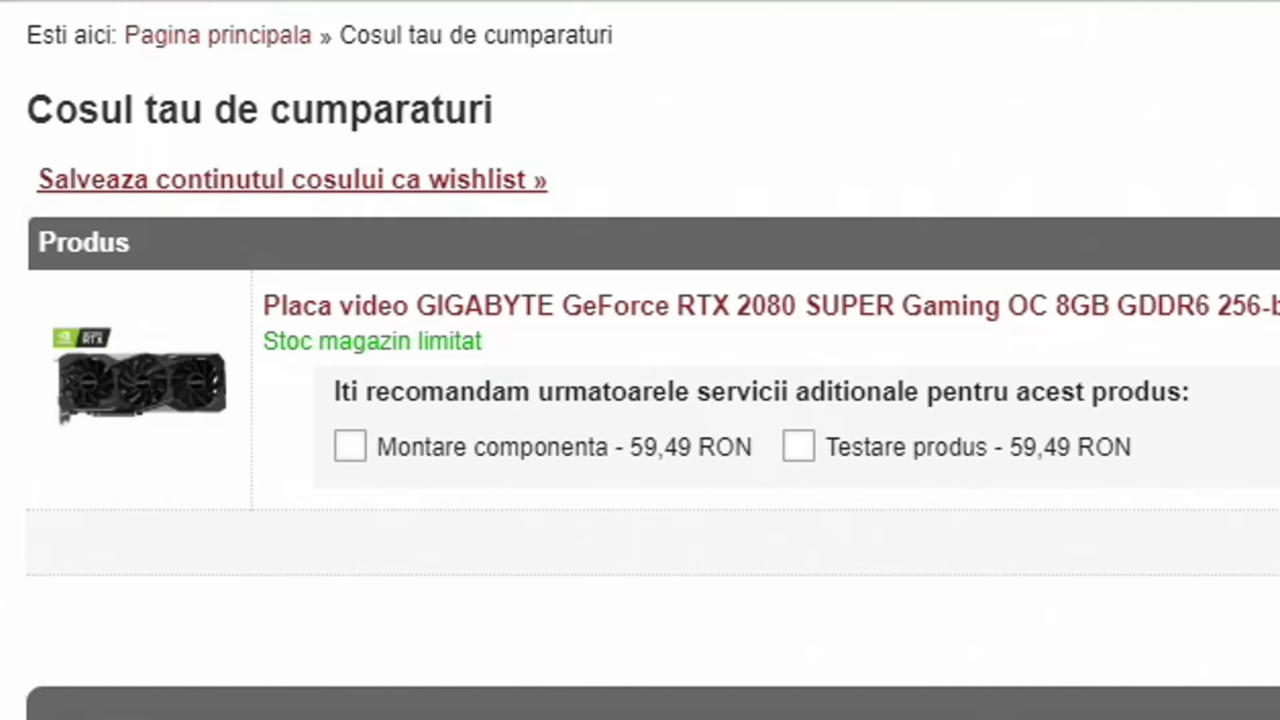 Esti aici: Pagina principala » Cosul tau de cumparaturi
Cosul tau de cumparaturi
Salveaza continutul cosului ca wishlist »
Produs
Placa video GIGABYTE GeForce RTX 2080 SUPER Gaming OC 8GB GDDR6 256-b
Stoc magazin limitat
RTX
Iti recomandam urmatoarele servicii aditionale pentru acest produs:
Montare componenta - 59,49 RON Testare produs - 59,49 RON